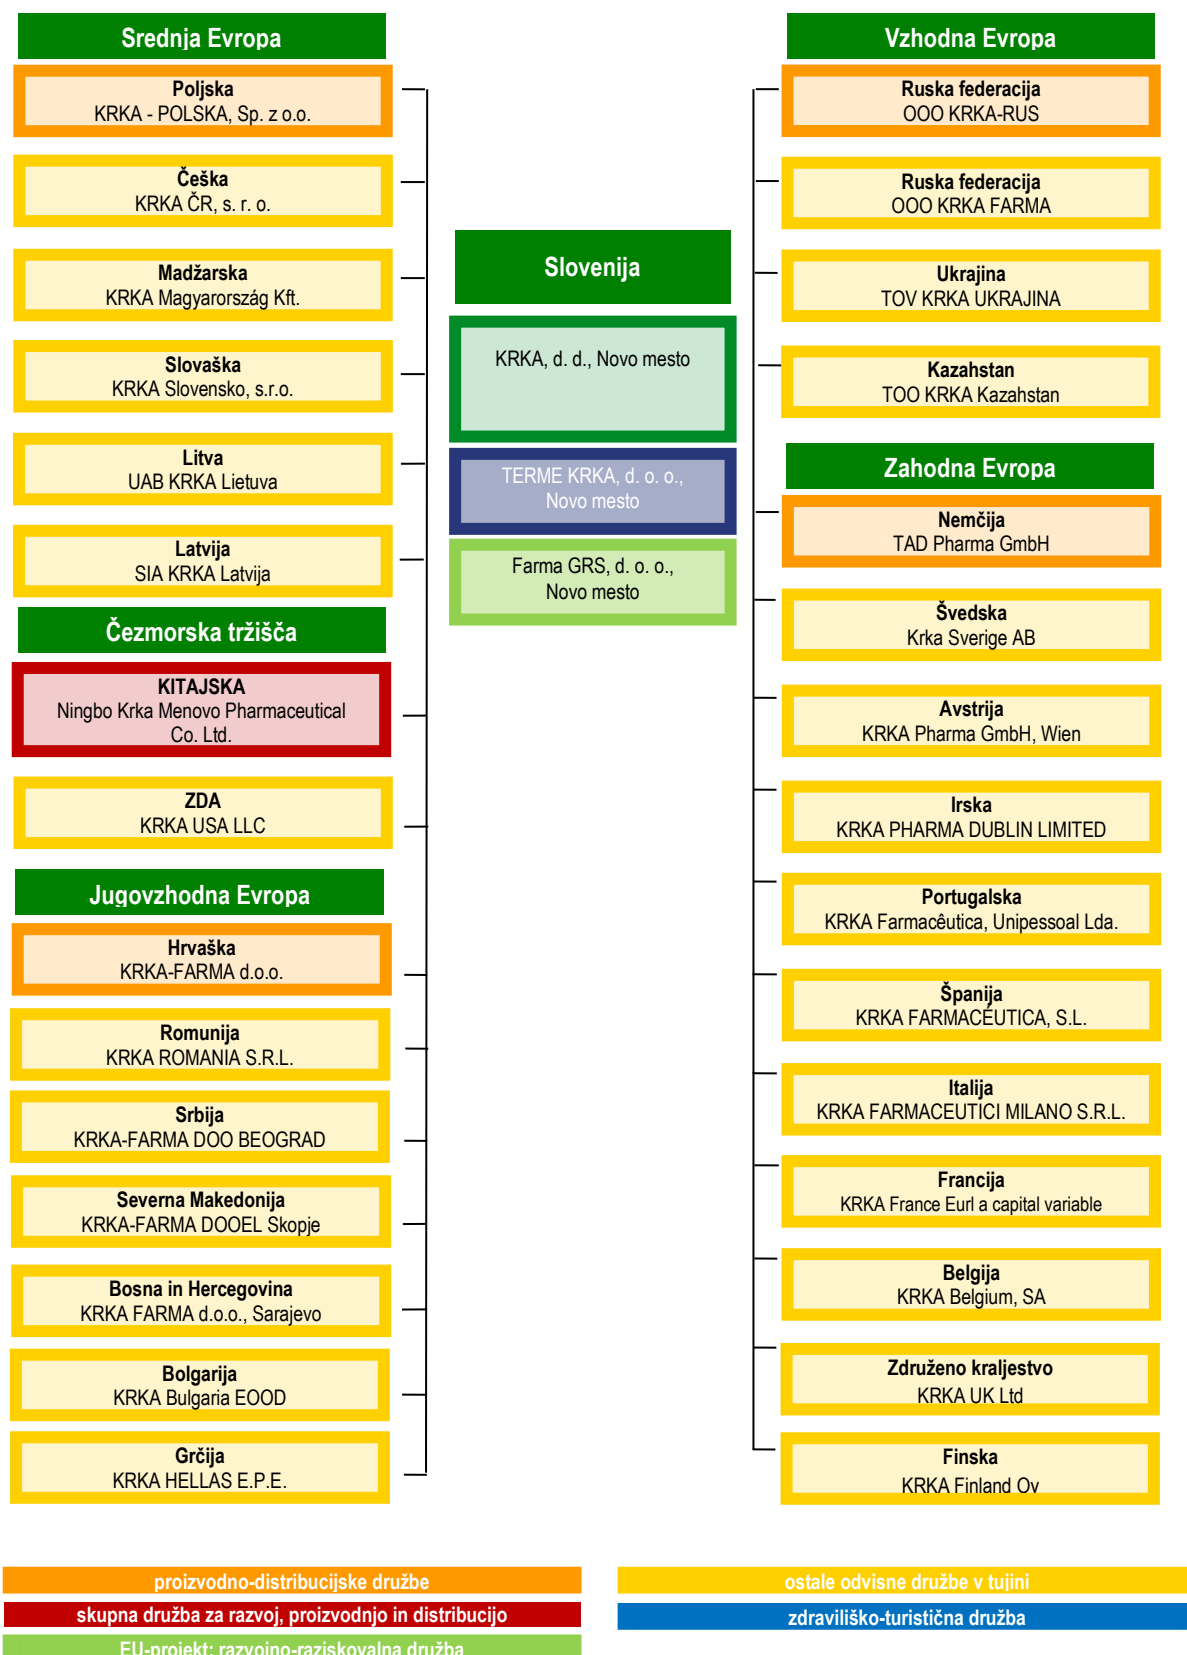 Srednja Evropa
Poljska
KRKA - POLSKA, Sp. z o.o.
Češka
KRKA ČR, s. r. o.
Madžarska
KRKA Magyarország Kft.
Slovaška
KRKA Slovensko, s.r.o.
Litva
UAB KRKA Lietuva
Latvija
SIA KRKA Latvija
Čezmorska tržišča
KITAJSKA
Ningbo Krka Menovo Pharmaceutical
Co. Ltd.
ZDA
KRKA USA LLC
Jugovzhodna Evropa
Hrvaška
KRKA-FARMA d.o.o.
Romunija
KRKA ROMANIA S.R.L.
Srbija
KRKA-FARMA DOO BEOGRAD
Severna Makedonija
KRKA-FARMA DOOEL Skopje
Bosna in Hercegovina
KRKA FARMA d.o.o., Sarajevo
Bolgarija
KRKA Bulgaria EOOD
Grčija
KRKA HELLAS E.P.E.
Slovenija
KRKA, d. d., Novo mesto
TERME KRKA, d. o. o.,
Novo mesto
Farma GRS, d. o. o.,
Novo mesto
Vzhodna Evropa
Ruska federacija
OOO KRKA-RUS
Ruska federacija
OOO KRKA FARMA
Ukrajina
TOV KRKA UKRAJINA
Kazahstan
TOO KRKA Kazahstan
Zahodna Evropa
Nemčija
TAD Pharma GmbH
Švedska
Krka Sverige AB
Avstrija
KRKA Pharma GmbH, Wien
Irska
KRKA PHARMA DUBLIN LIMITED
Portugalska
KRKA Farmacêutica, Unipessoal Lda.
Španija
KRKA FARMACÉUTICA, S.L.
Italija
KRKA FARMACEUTICI MILANO S.R.L.
Francija
KRKA France Eurl a capital variable
Belgija
KRKA Belgium, SA
Združeno kraljestvo
KRKA UK Ltd
Finska
KRKA Finland Oy
proizvodno-distribucijske družbe
skupna družba za razvoj, proizvodnjo in distribucijo
EU-projekt: razvojno-raziskovalna družba
ostale odvisne družbe v tujini
zdraviliško-turistična družba